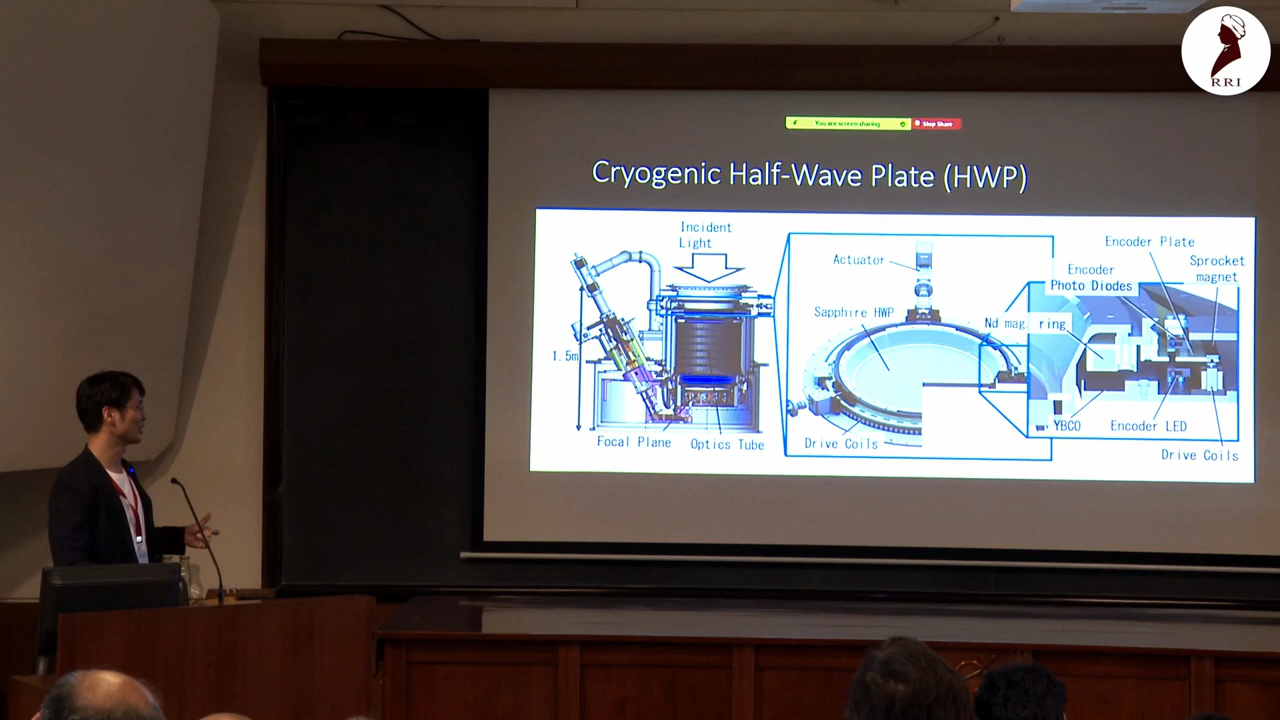 RRI
You are screen sharing
Stop Share
Cryogenic Half-Wave Plate (HWP)
Incident
Light
1.5m
Focal Plane
Optics Tube
Actuator
Sapphire HWP
Drive Coils
Nd mag. ring
Encoder Plate
Encoder
Photo Diodes
Sprocket
magnet
YBCO
Encoder LED
Drive Coils